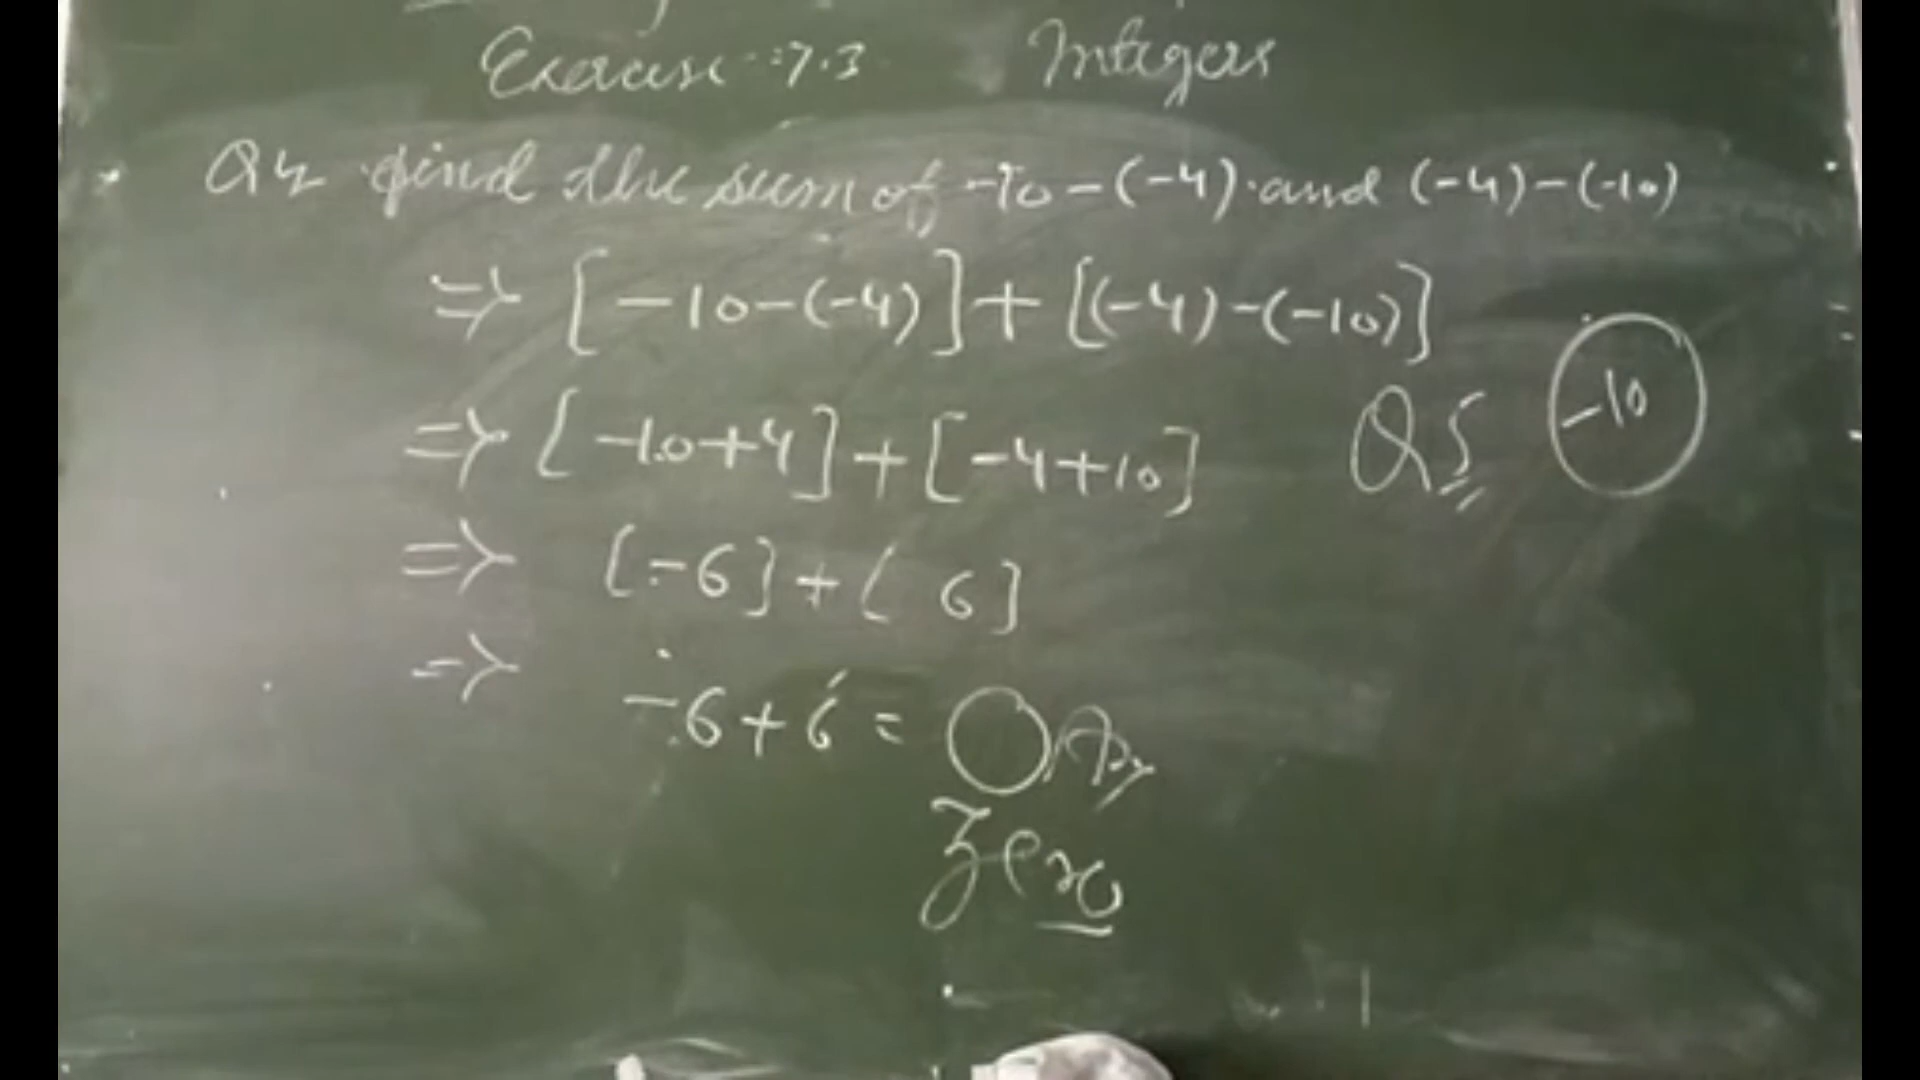 Exercise :7.3 Integers
Q4 find the sum of -10-(-4) and (-4)-(-10)
⇒ [-10-(-4)]+[(-4)-(-10)]
⇒ [-10+4]+[-4+10]
Q5 -10
⇒ [-6]+[6]
→ -6+6= 0 Ans
Zero